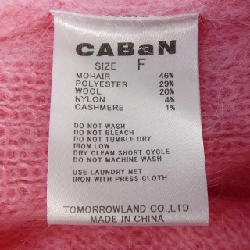 CABaN
SIZE F
MOHAIR 46%
POLYESTER 29%
WOOL 20%
NYLON 4%
CASHMERE 1%
DO NOT WASH
DO NOT BLEACH
DO NOT TUMBLE DRY
IRON LOW
DRY CLEAN SHORT CYCLE
DO NOT MACHINE WASH
USE LAUNDRY NET
IRON WITH PRESS CLOTH
TOMORROWLAND CO.,LTD.
MADE IN CHINA